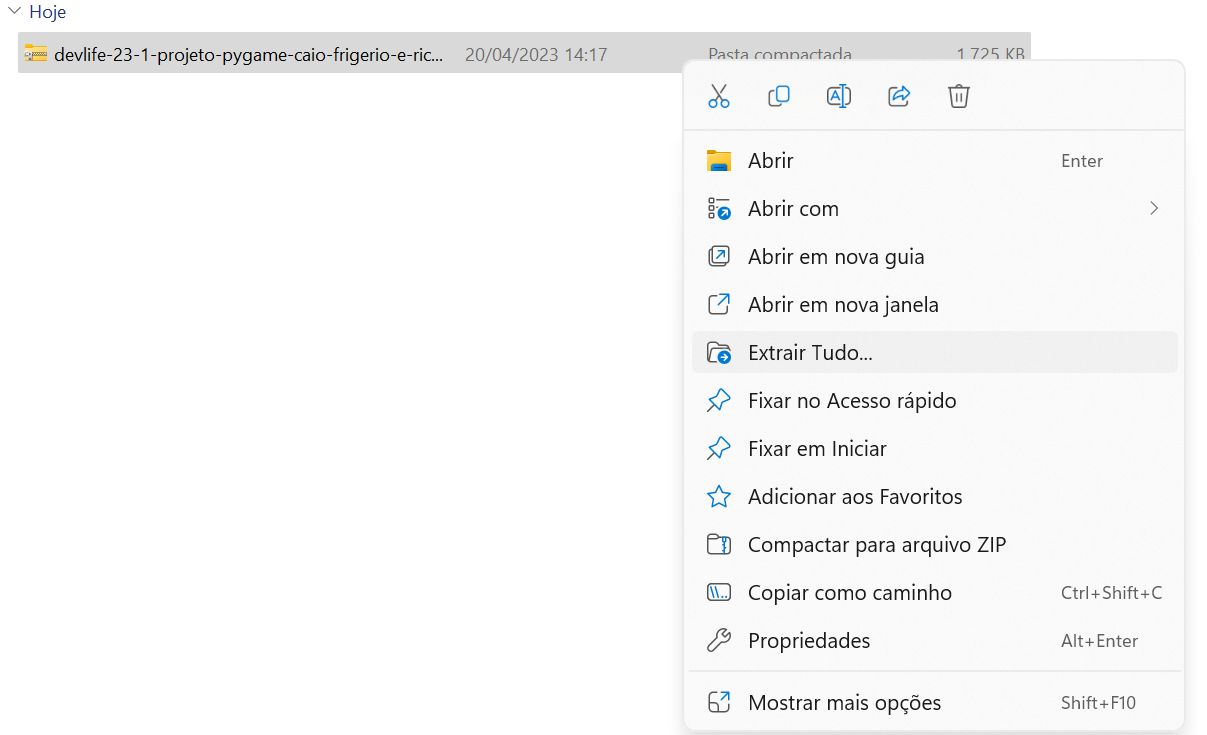 Hoje
devlife-23-1-projeto-pygame-caio-frigerio-e-ric... 20/04/2023 14:17 Pasta compactada 1.725 KB
Abrir Enter
Abrir com
Abrir em nova guia
Abrir em nova janela
Extrair Tudo...
Fixar no Acesso rápido
Fixar em Iniciar
Adicionar aos Favoritos
Compactar para arquivo ZIP
Copiar como caminho Ctrl+Shift+C
Propriedades Alt+Enter
Mostrar mais opções Shift+F10